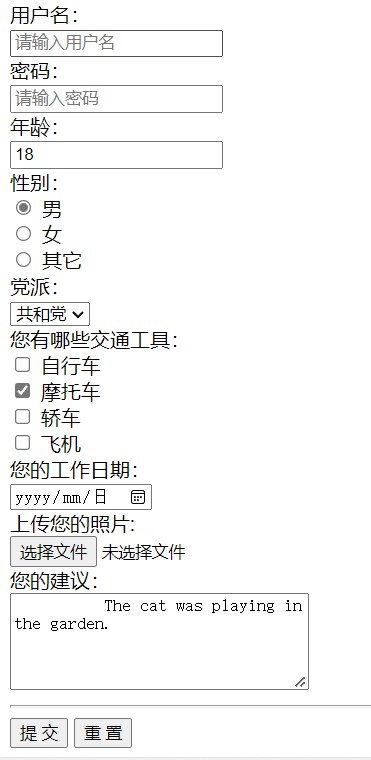 用户名：
请输入用户名
密码：
请输入密码
年龄：
18
性别：
男
女
其它
党派：
共和党
您有哪些交通工具：
自行车
摩托车
轿车
飞机
您的工作日期：
yyyy/mm/日
上传您的照片:
选择文件 未选择文件
您的建议：
The cat was playing in
the garden.
提交 重置